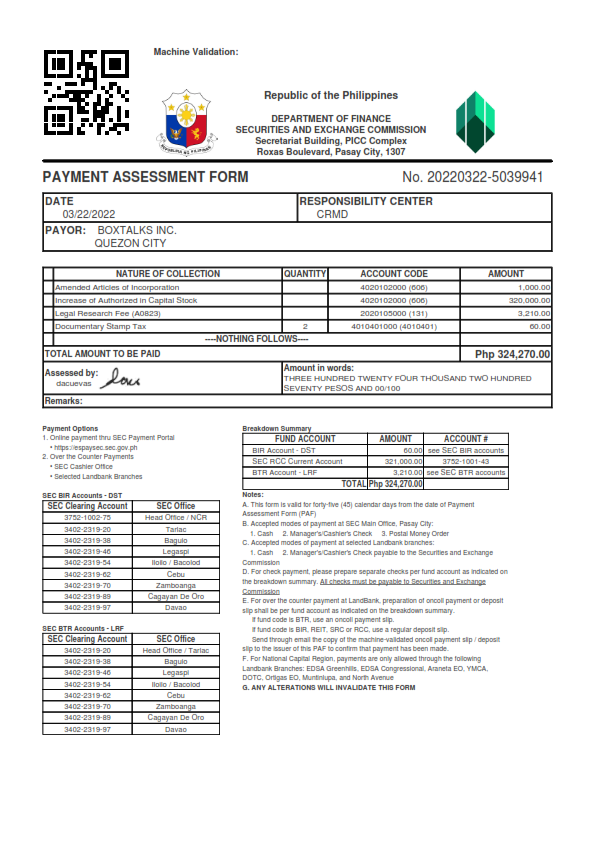 Machine Validation:
Republic of the Philippines
DEPARTMENT OF FINANCE
SECURITIES AND EXCHANGE COMMISSION
Secretariat Building, PICC Complex
Roxas Boulevard, Pasay City, 1307
PAYMENT ASSESSMENT FORM No. 20220322-5039941
DATE RESPONSIBILITY CENTER
03/22/2022 CRMD
PAYOR: BOXTALKS INC.
QUEZON CITY
NATURE OF COLLECTION QUANTITY ACCOUNT CODE AMOUNT
Amended Articles of Incorporation 4020102000 (606) 1,000.00
Increase of Authorized in Capital Stock 4020102000 (606) 320,000.00
Legal Research Fee (A0823) 2020105000 (131) 3,210.00
Documentary Stamp Tax 2 4010401000 (4010401) 60.00
----NOTHING FOLLOWS----
TOTAL AMOUNT TO BE PAID Php 324,270.00
Assessed by:
dacuevas
Amount in words:
THREE HUNDRED TWENTY FOUR THOUSAND TWO HUNDRED
SEVENTY PESOS AND 00/100
Remarks:
Payment Options
1. Online payment thru SEC Payment Portal
• https://espaysec.sec.gov.ph
2. Over the Counter Payments
• SEC Cashier Office
• Selected Landbank Branches
SEC BIR Accounts - DST
SEC Clearing Account SEC Office
3752-1002-75 Head Office / NCR
3402-2319-20 Tarlac
3402-2319-38 Baguio
3402-2319-46 Legaspi
3402-2319-54 Iloilo / Bacolod
3402-2319-62 Cebu
3402-2319-70 Zamboanga
3402-2319-89 Cagayan De Oro
3402-2319-97 Davao
SEC BTR Accounts - LRF
SEC Clearing Account SEC Office
3402-2319-20 Head Office / Tarlac
3402-2319-38 Baguio
3402-2319-46 Legaspi
3402-2319-54 Iloilo / Bacolod
3402-2319-62 Cebu
3402-2319-70 Zamboanga
3402-2319-89 Cagayan De Oro
3402-2319-97 Davao
Breakdown Summary
FUND ACCOUNT AMOUNT ACCOUNT #
BIR Account - DST 60.00 see SEC BIR accounts
SEC RCC Current Account 321,000.00 3752-1001-43
BTR Account - LRF 3,210.00 see SEC BTR accounts
TOTAL Php 324,270.00
Notes:
A. This form is valid for forty-five (45) calendar days from the date of Payment
Assessment Form (PAF)
B. Accepted modes of payment at SEC Main Office, Pasay City:
1. Cash 2. Manager's/Cashier's Check 3. Postal Money Order
C. Accepted modes of payment at selected Landbank branches:
1. Cash 2. Manager's/Cashier's Check payable to the Securities and Exchange
Commission
D. For check payment, please prepare separate checks per fund account as indicated on
the breakdown summary. All checks must be payable to Securities and Exchange
Commission
E. For over the counter payment at LandBank, preparation of oncoll payment or deposit
slip shall be per fund account as indicated on the breakdown summary.
If fund code is BTR, use an oncoll payment slip.
If fund code is BIR, REIT, SRC or RCC, use a regular deposit slip.
Send through email the copy of the machine-validated oncoll payment slip / deposit
slip to the issuer of this PAF to confirm that payment has been made.
F. For National Capital Region, payments are only allowed through the following
Landbank Branches: EDSA Greenhills, EDSA Congressional, Araneta EO, YMCA,
DOTC, Ortigas EO, Muntinlupa, and North Avenue
G. ANY ALTERATIONS WILL INVALIDATE THIS FORM